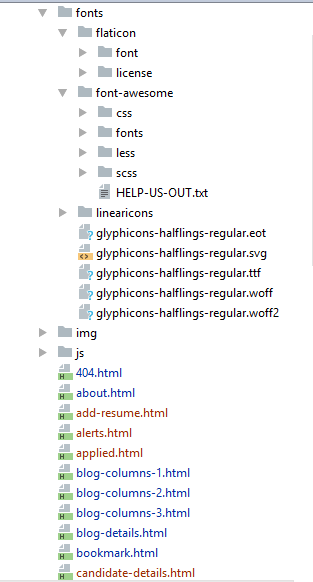 fonts
flaticon
font
license
font-awesome
css
fonts
less
scss
HELP-US-OUT.txt
linearicons
glyphicons-halflings-regular.eot
glyphicons-halflings-regular.svg
glyphicons-halflings-regular.ttf
glyphicons-halflings-regular.woff
glyphicons-halflings-regular.woff2
img
js
404.html
about.html
add-resume.html
alerts.html
applied.html
blog-columns-1.html
blog-columns-2.html
blog-columns-3.html
blog-details.html
bookmark.html
candidate-details.html